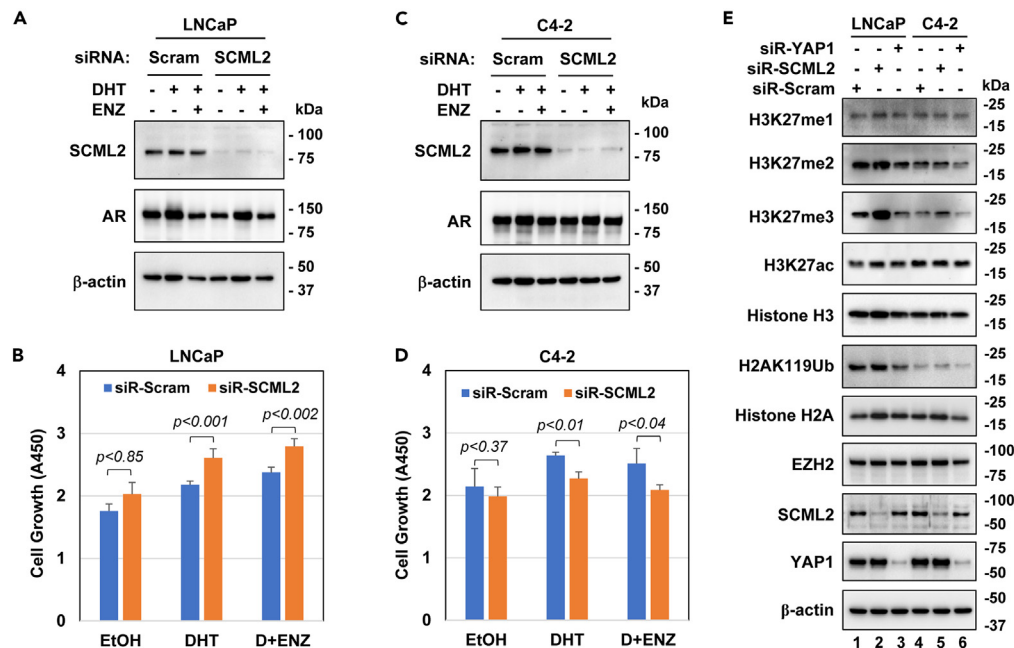 A
LNCaP
siRNA: Scram SCML2
DHT - + + - + +
ENZ - - + - - +
kDa
SCML2
- 100
- 75
AR
- 150
- 75
β-actin
- 50
- 37
B
LNCaP
siR-Scram siR-SCML2
Cell Growth (A450)
4
3
2
1
0
p<0.85
p<0.001
p<0.002
EtOH DHT D+ENZ
C
C4-2
siRNA: Scram SCML2
DHT - + + - + +
ENZ - - + - - +
kDa
SCML2
- 100
- 75
AR
- 150
- 75
β-actin
- 50
- 37
D
C4-2
siR-Scram siR-SCML2
Cell Growth (A450)
4
3
2
1
0
p<0.37
p<0.01
p<0.04
EtOH DHT D+ENZ
E
LNCaP C4-2
siR-YAP1 - - + - - +
siR-SCML2 - + - - + -
siR-Scram + - - + - -
kDa
H3K27me1
-25
-15
H3K27me2
-25
-15
H3K27me3
-25
-15
H3K27ac
-25
-15
Histone H3
-25
-15
H2AK119Ub
-25
-15
Histone H2A
-25
-15
EZH2
-100
-75
SCML2
-100
-50
YAP1
-75
-50
β-actin
-50
-37
1 2 3 4 5 6